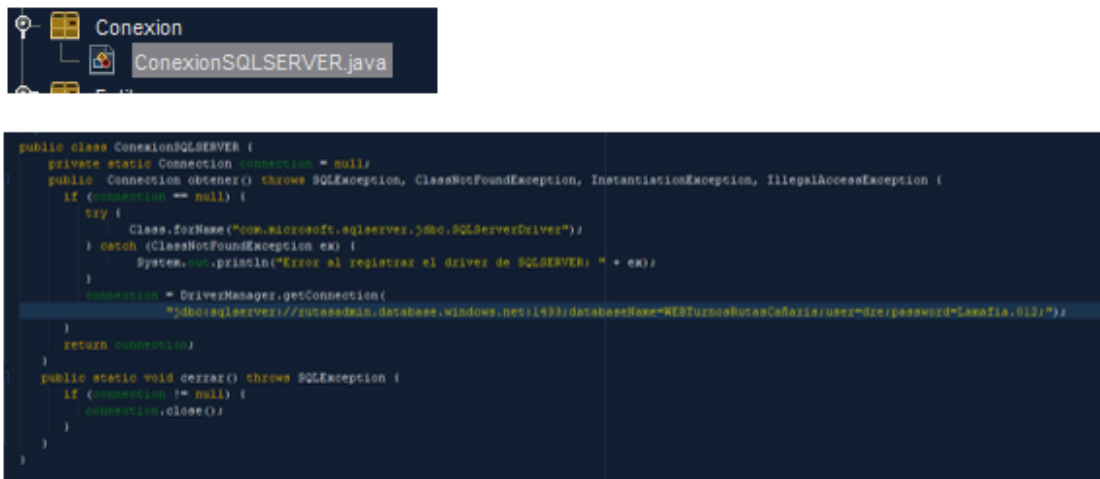 Conexion
ConexionSQLSERVER.java
public class ConexionSQLSERVER {
private static Connection connection = null;
public Connection obtener() throws SQLException, ClassNotFoundException, InstantiationException, IllegalAccessException {
if (connection == null) {
try {
Class.forName("com.microsoft.sqlserver.jdbc.SQLServerDriver");
} catch (ClassNotFoundException ex) {
System.out.println("Error al registrar el driver de SQLSERVER: " + ex);
}
connection = DriverManager.getConnection(
"jdbc:sqlserver://rutasadmin.database.windows.net:1433;databaseName=WEBTurnosRutasCañaris;user=dre;password=Lamafia.012;");
}
return connection;
}
public static void cerrar() throws SQLException {
if (connection != null) {
connection.close();
}
}
}